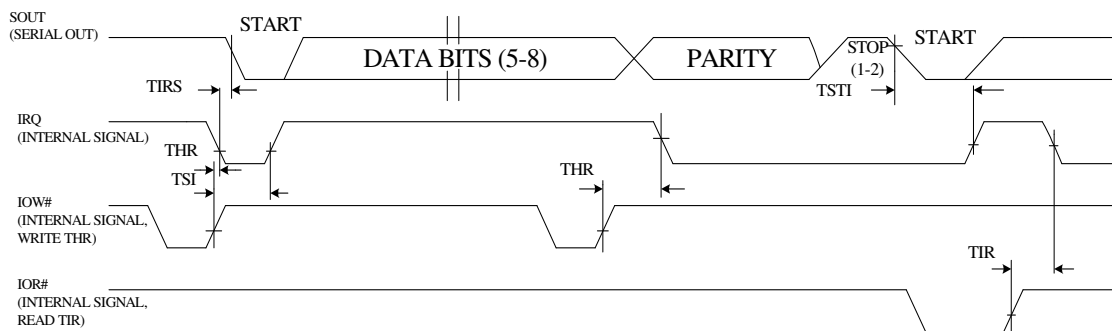 SOUT
(SERIAL OUT)
START
DATA BITS (5-8)
PARITY
STOP
(1-2)
START
TIRS
TSTI
IRQ
(INTERNAL SIGNAL)
THR
TSI
THR
IOW#
(INTERNAL SIGNAL,
WRITE THR)
TIR
IOR#
(INTERNAL SIGNAL,
READ TIR)